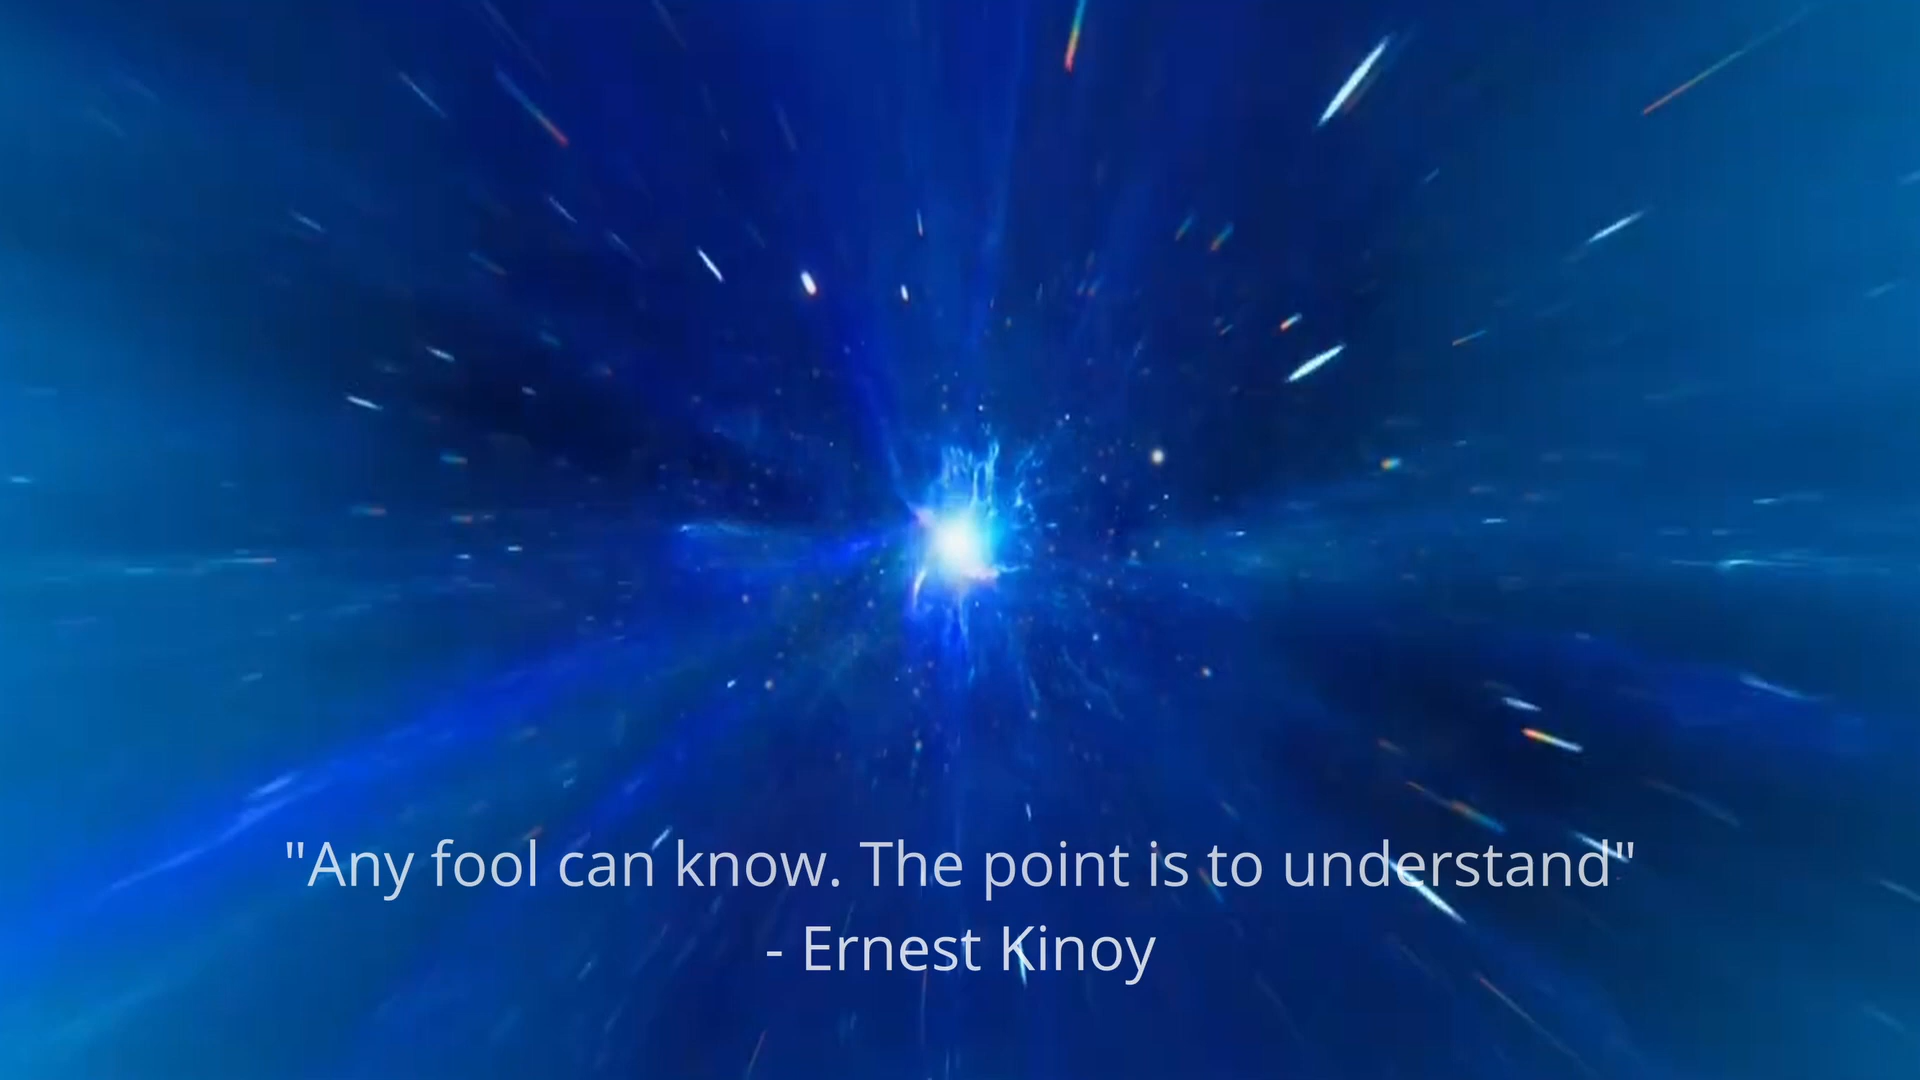 "Any fool can know. The point is to understand"
- Ernest Kinoy